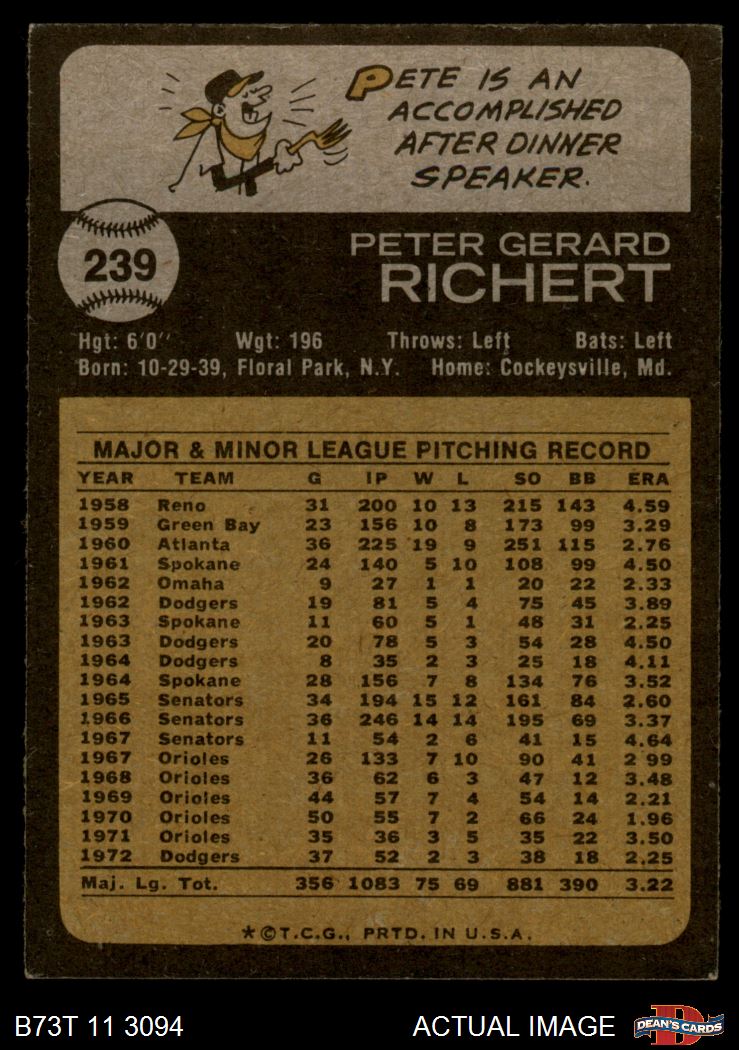 PETE IS AN
ACCOMPLISHED
AFTER DINNER
SPEAKER.
239
PETER GERARD
RICHERT
Hgt: 6'0" Wgt: 196 Throws: Left Bats: Left
Born: 10-29-39, Floral Park, N.Y. Home: Cockeysville, Md.
MAJOR & MINOR LEAGUE PITCHING RECORD
YEAR TEAM G IP W L SO BB ERA
1958 Reno 31 200 10 13 215 143 4.59
1959 Green Bay 23 156 10 8 173 99 3.29
1960 Atlanta 36 225 19 9 251 115 2.76
1961 Spokane 24 140 5 10 108 99 4.50
1962 Omaha 9 27 1 1 20 22 2.33
1962 Dodgers 19 81 5 4 75 45 3.89
1963 Spokane 11 60 5 1 48 31 2.25
1963 Dodgers 20 78 5 3 54 28 4.50
1964 Dodgers 8 35 2 3 25 18 4.11
1964 Spokane 28 156 7 8 134 76 3.52
1965 Senators 34 194 15 12 161 84 2.60
1966 Senators 36 246 14 14 195 69 3.37
1967 Senators 11 54 2 6 41 15 4.64
1967 Orioles 26 133 7 10 90 41 2 99
1968 Orioles 36 62 6 3 47 12 3.48
1969 Orioles 44 57 7 4 54 14 2.21
1970 Orioles 50 55 7 2 66 24 1.96
1971 Orioles 35 36 3 5 35 22 3.50
1972 Dodgers 37 52 2 3 38 18 2.25
Maj. Lg. Tot. 356 1083 75 69 881 390 3.22
*©T.C.G., PRTD. IN U.S.A.
B73T 11 3094 ACTUAL IMAGE D DEAN'S CARDS